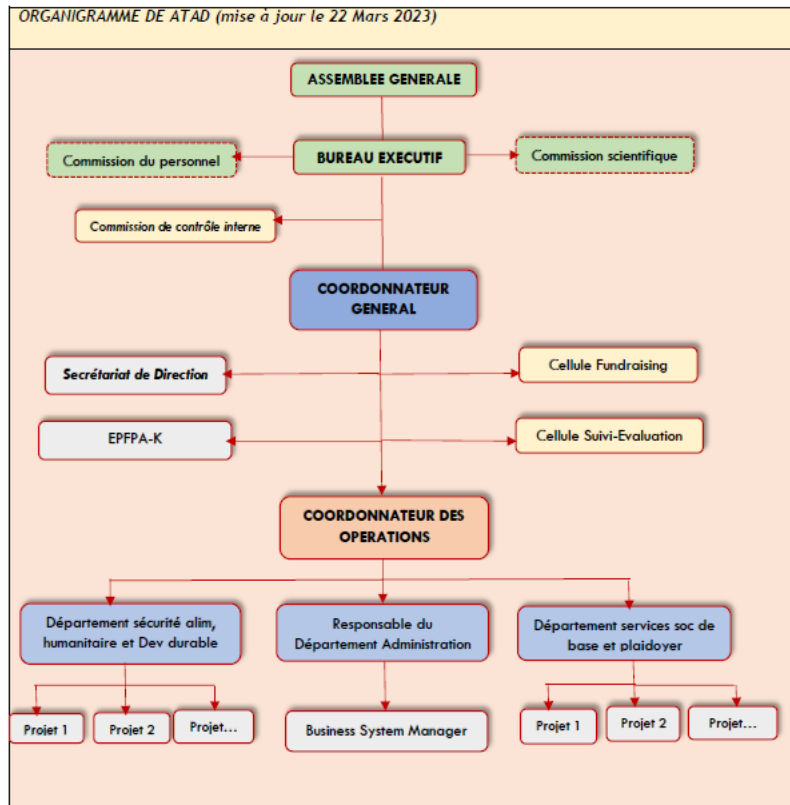 ORGANIGRAMME DE ATAD (mise à jour le 22 Mars 2023)
ASSEMBLEE GENERALE
Commission du personnel
BUREAU EXECUTIF
Commission scientifique
Commission de contrôle interne
COORDONNATEUR
GENERAL
Secrétariat de Direction
Cellule Fundraising
EPFPA-K
Cellule Suivi-Evaluation
COORDONNATEUR DES
OPERATIONS
Département sécurité alim,
humanitaire et Dev durable
Responsable du
Département Administration
Département services soc de
base et plaidoyer
Projet 1
Projet 2
Projet...
Business System Manager
Projet 1
Projet 2
Projet...